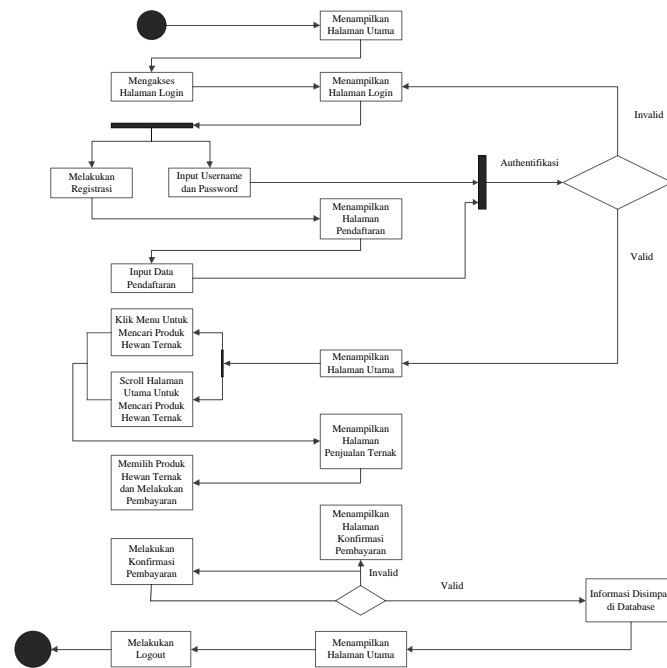 Menampilkan
Halaman Utama
Mengakses
Halaman Login
Menampilkan
Halaman Login
Invalid
Melakukan
Registrasi
Input Username
dan Password
Authentifikasi
Menampilkan
Halaman
Pendaftaran
Input Data
Pendaftaran
Valid
Klik Menu Untuk
Mencari Produk
Hewan Ternak
Scroll Halaman
Utama Untuk
Mencari Produk
Hewan Ternak
Menampilkan
Halaman Utama
Menampilkan
Halaman
Penjualan Ternak
Memilih Produk
Hewan Ternak
dan Melakukan
Pembayaran
Menampilkan
Halaman
Konfirmasi
Pembayaran
Melakukan
Konfirmasi
Pembayaran
Invalid
Valid
Informasi Disimpa
di Database
Melakukan
Logout
Menampilkan
Halaman Utama